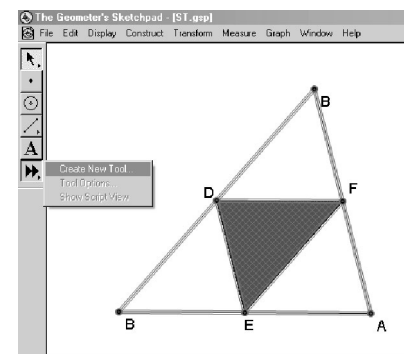 The Geometer's Sketchpad - [ST.gsp]
File Edit Display Construct Transform Measure Graph Window Help
A
Create New Tool...
Tool Options...
Show Script View
B
D
F
B
E
A